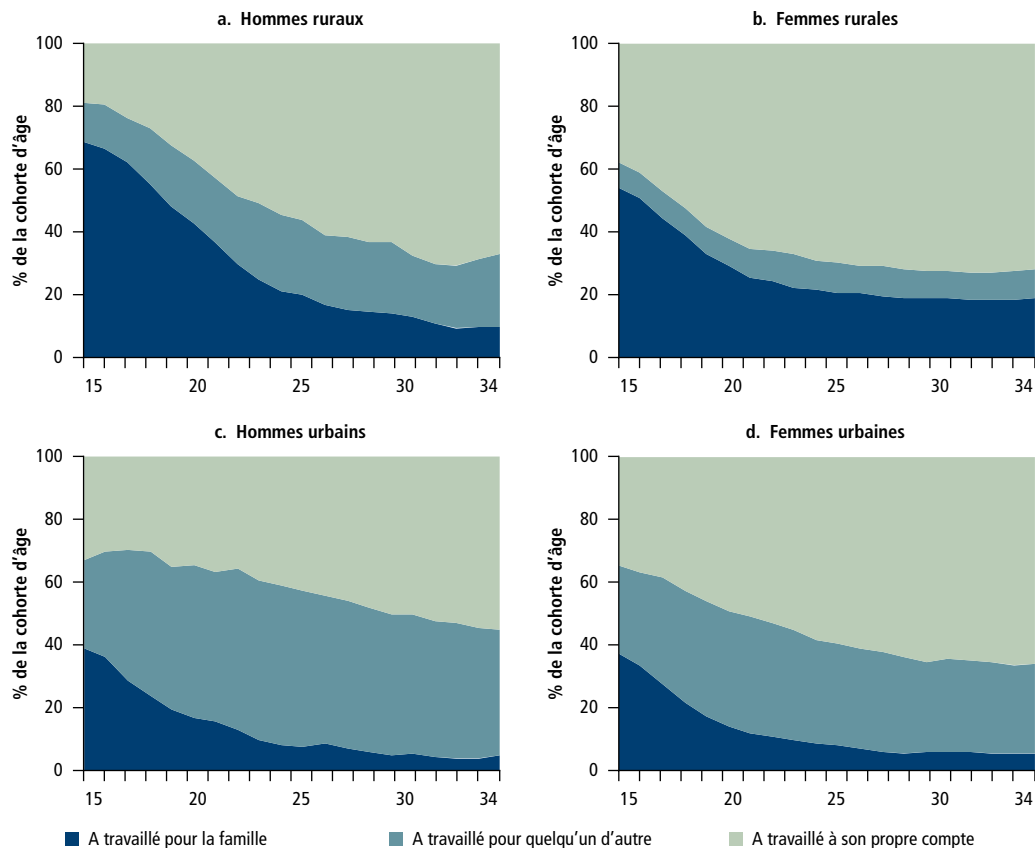 a. Hommes ruraux
% de la cohorte d'âge
100
80
60
40
20
0
15 20 25 30 34
b. Femmes rurales
% de la cohorte d'âge
100
80
60
40
20
0
15 20 25 30 34
c. Hommes urbains
% de la cohorte d'âge
100
80
60
40
20
0
15 20 25 30 34
d. Femmes urbaines
% de la cohorte d'âge
100
80
60
40
20
0
15 20 25 30 34
A travaillé pour la famille A travaillé pour quelqu'un d'autre A travaillé à son propre compte